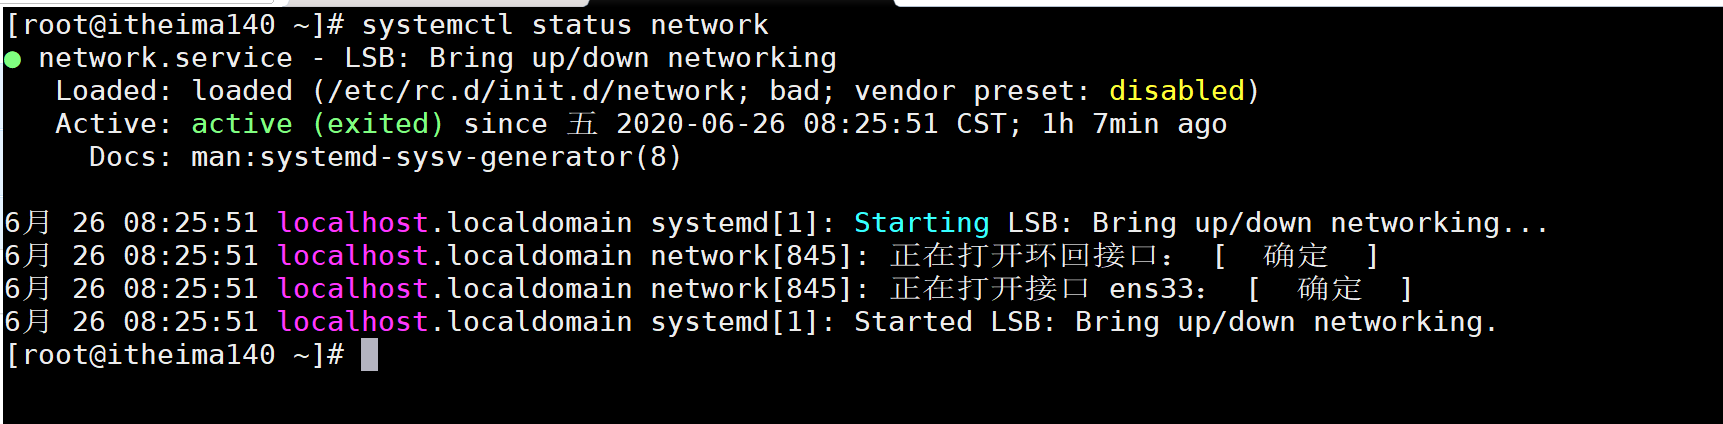 [root@itheima140 ~]# systemctl status network
● network.service - LSB: Bring up/down networking
   Loaded: loaded (/etc/rc.d/init.d/network; bad; vendor preset: disabled)
   Active: active (exited) since 五 2020-06-26 08:25:51 CST; 1h 7min ago
     Docs: man:systemd-sysv-generator(8)

6月 26 08:25:51 localhost.localdomain systemd[1]: Starting LSB: Bring up/down networking...
6月 26 08:25:51 localhost.localdomain network[845]: 正在打开环回接口： [  确定  ]
6月 26 08:25:51 localhost.localdomain network[845]: 正在打开接口 ens33： [  确定  ]
6月 26 08:25:51 localhost.localdomain systemd[1]: Started LSB: Bring up/down networking.
[root@itheima140 ~]#